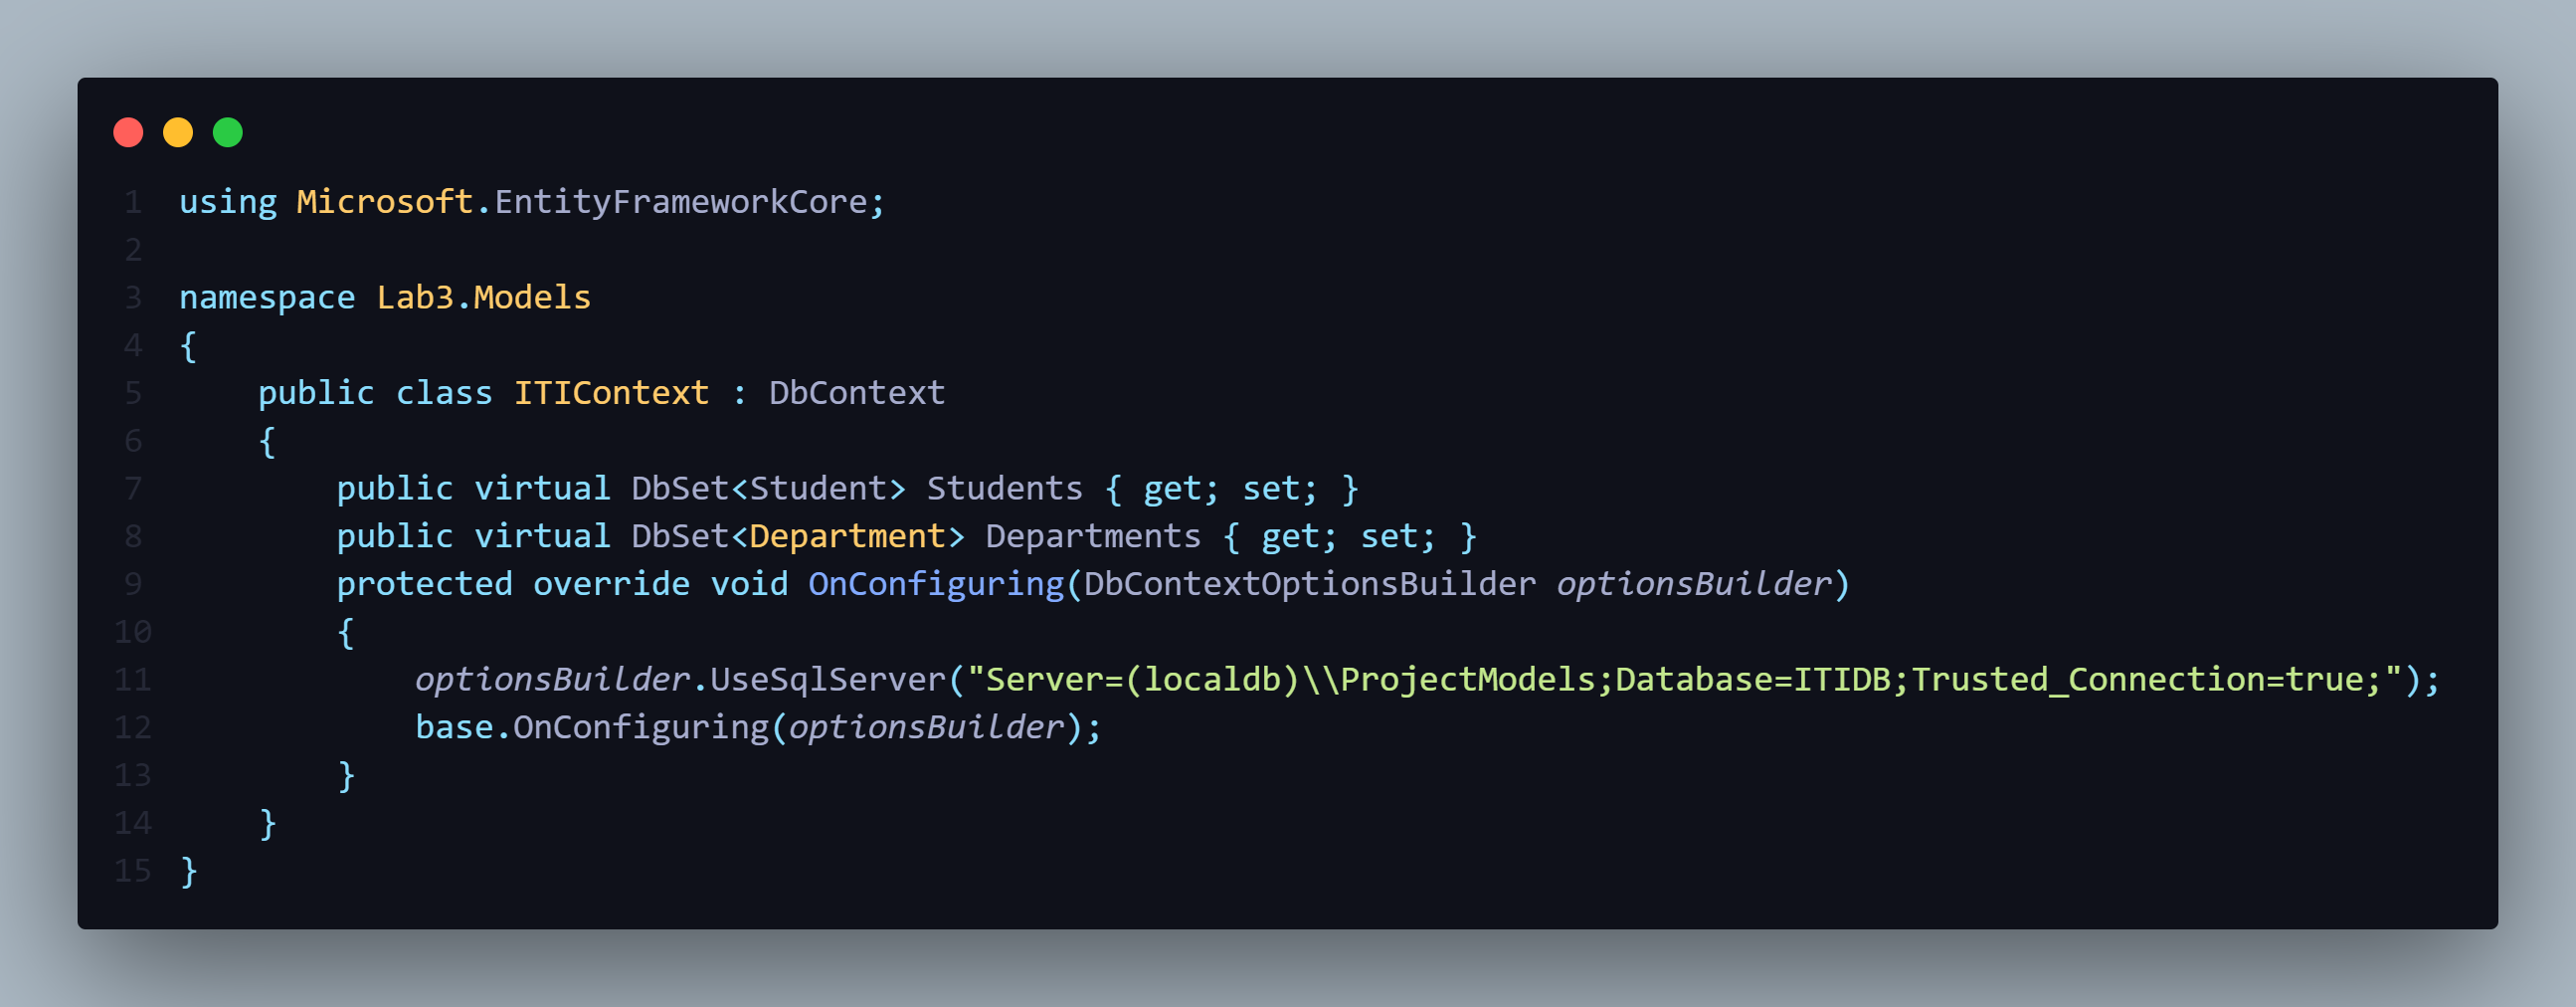 1 using Microsoft.EntityFrameworkCore;
2
3 namespace Lab3.Models
4 {
5     public class ITIContext : DbContext
6     {
7         public virtual DbSet<Student> Students { get; set; }
8         public virtual DbSet<Department> Departments { get; set; }
9         protected override void OnConfiguring(DbContextOptionsBuilder optionsBuilder)
10         {
11             optionsBuilder.UseSqlServer("Server=(localdb)\\ProjectModels;Database=ITIDB;Trusted_Connection=true;");
12             base.OnConfiguring(optionsBuilder);
13         }
14     }
15 }